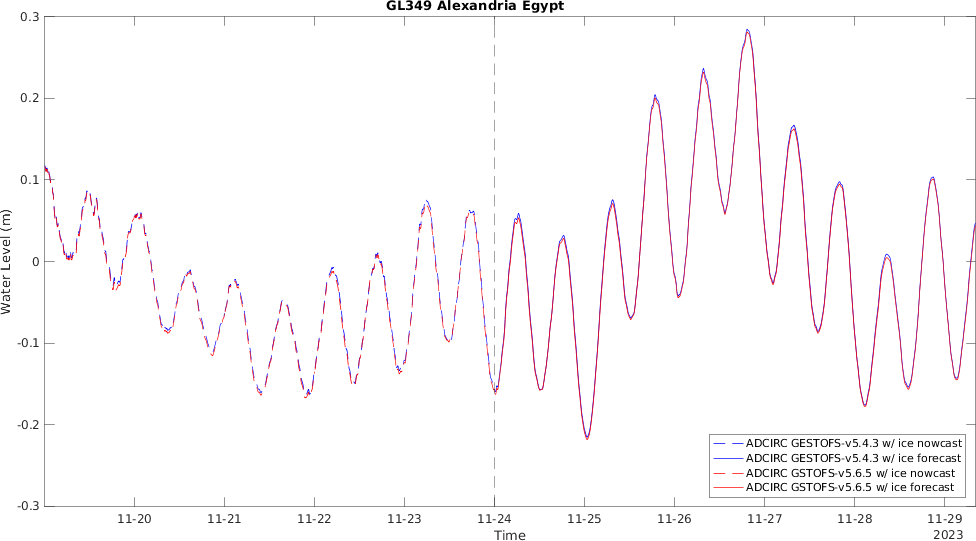 GL349 Alexandria Egypt
0.3
0.2
0.1
0
-0.1
-0.2
-0.3
Water Level (m)
11-20
11-21
11-22
11-23
11-24
11-25
11-26
11-27
11-28
11-29
2023
Time
ADCIRC GESTOFS-v5.4.3 w/ ice nowcast
ADCIRC GESTOFS-v5.4.3 w/ ice forecast
ADCIRC GSTOFS-v5.6.5 w/ ice nowcast
ADCIRC GSTOFS-v5.6.5 w/ ice forecast